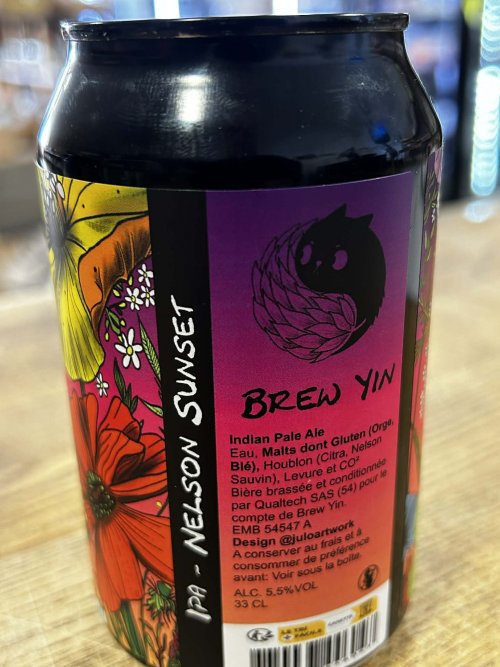 IPA - NELSON SUNSET
BREW YIN
Indian Pale Ale
Eau, Malts dont Gluten (Orge,
Blé), Houblon (Citra, Nelson
Sauvin), Levure et CO²
Bière brassée et conditionnée
par Qualtech SAS (54) pour le
compte de Brew Yin.
EMB 54547 A
Design @juloartwork
A conserver au frais et à
consommer de préférence
avant: Voir sous la boîte.
ALC. 5,5%VOL
33 CL